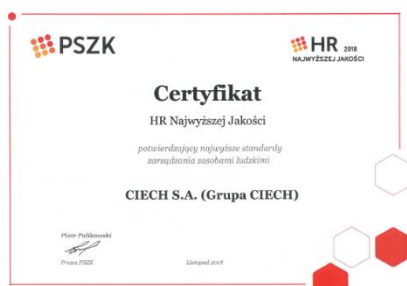 PSZK
HR 2018
NAJWYŻSZEJ JAKOŚCI
Certyfikat
HR Najwyższej Jakości
potwierdzający najwyższe standardy
zarządzania zasobami ludzkimi
CIECH S.A. (Grupa CIECH)
Piotr Palikowski
Prezes PSZK
Listopad 2018